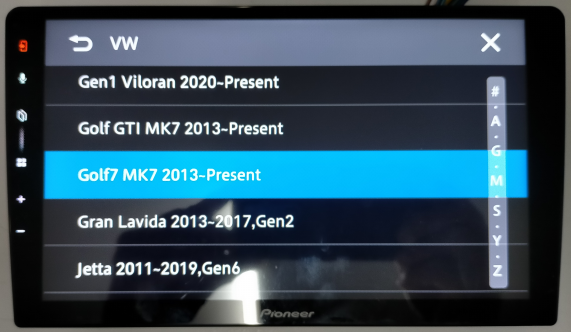 VW
Gen1 Viloran 2020~Present
#
Golf GTI MK7 2013~Present
A
G
Golf7 MK7 2013~Present
M
Gran Lavida 2013~2017,Gen2
S
Y
Jetta 2011~2019,Gen6
Z
Pioneer